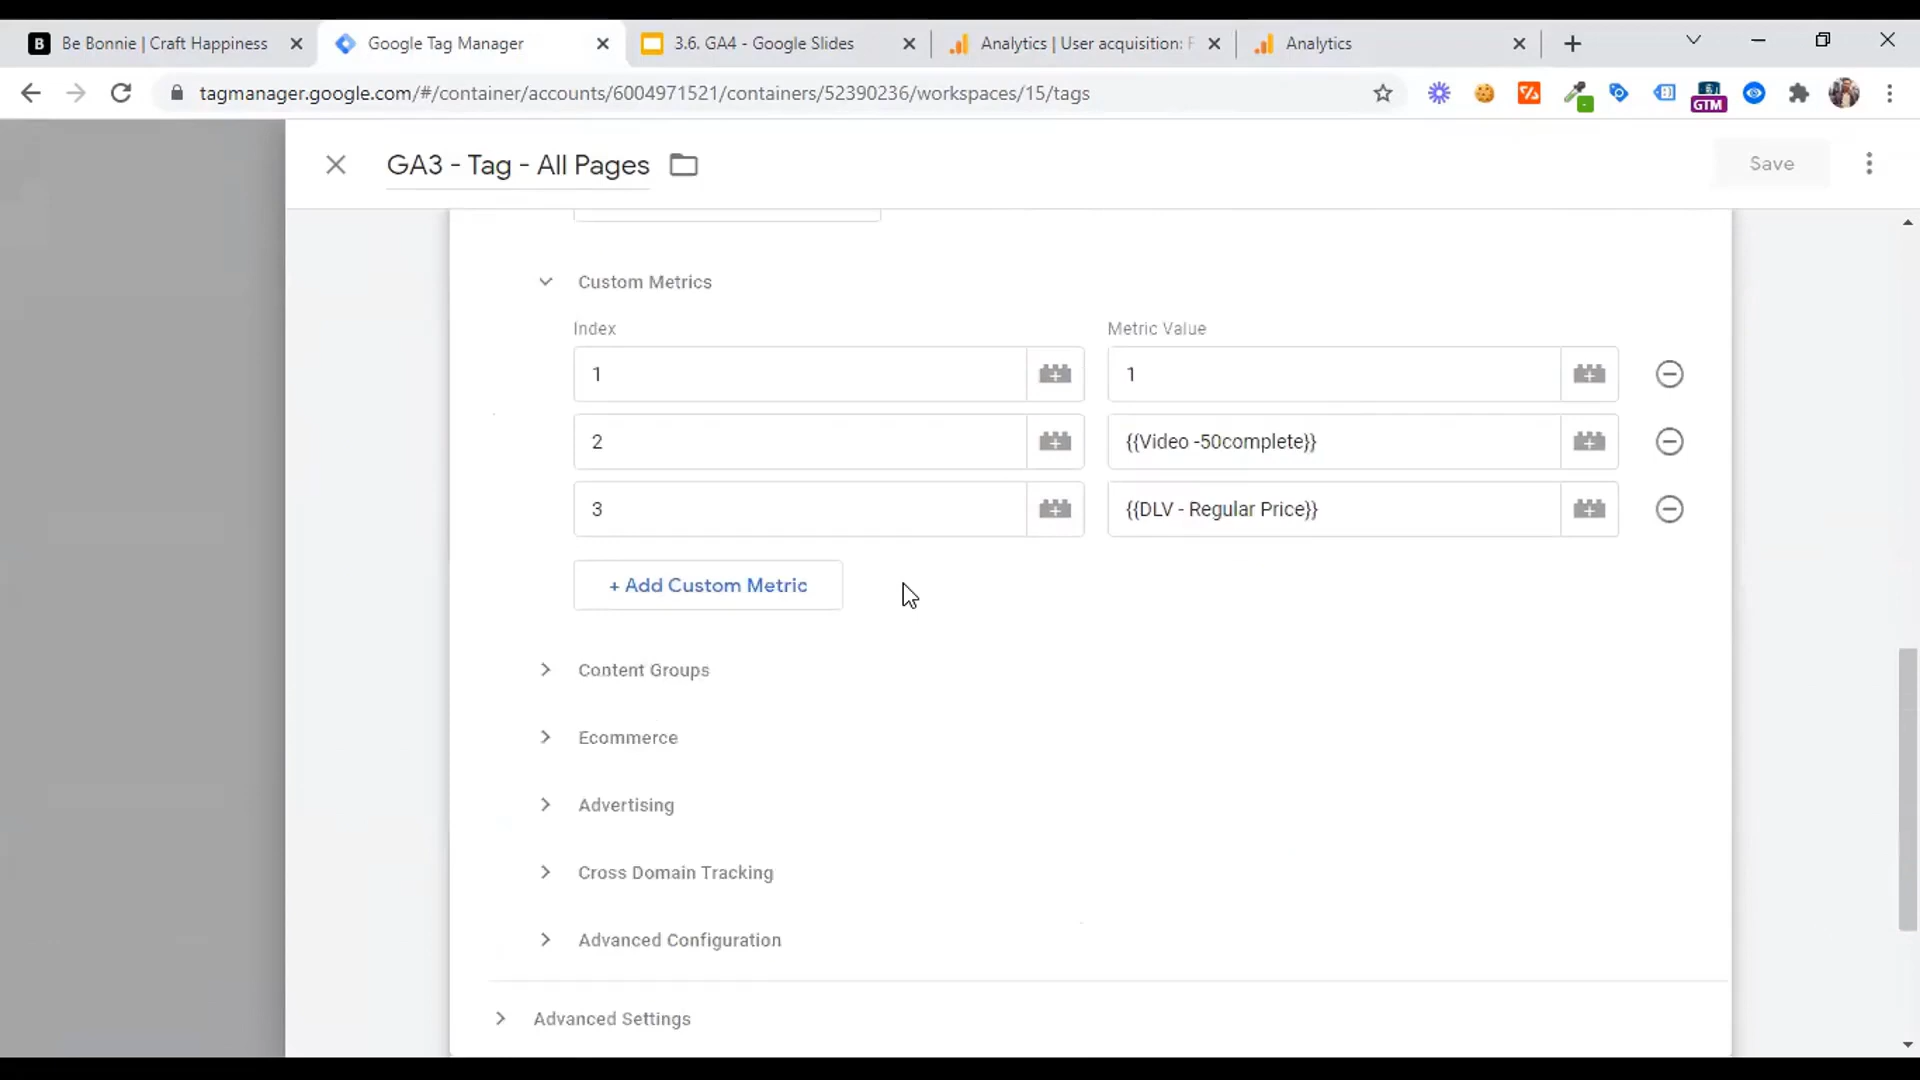 B Be Bonnie | Craft Happiness
Google Tag Manager
3.6. GA4 - Google Slides
Analytics | User acquisition:
Analytics
tagmanager.google.com/#/container/accounts/6004971521/containers/52390236/workspaces/15/tags
GTM
GA3 - Tag - All Pages
Save
Custom Metrics
Index Metric Value
1 1
2 {{Video -50complete}}
3 {{DLV - Regular Price}}
+ Add Custom Metric
Content Groups
Ecommerce
Advertising
Cross Domain Tracking
Advanced Configuration
Advanced Settings